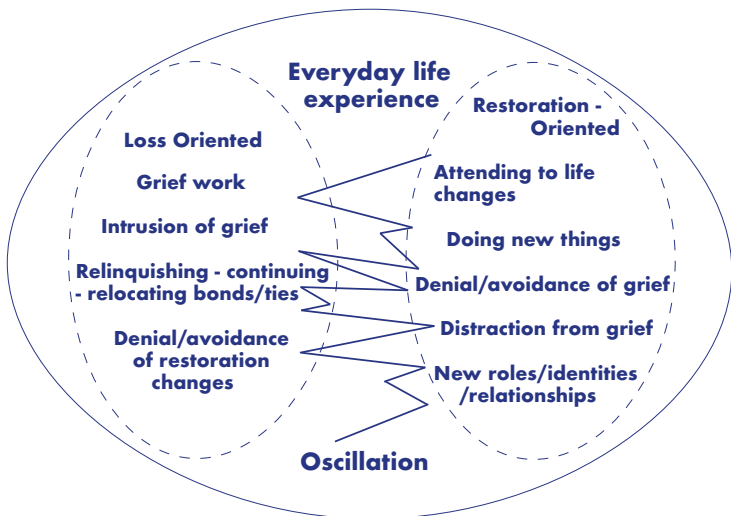 Everyday life
experience
Loss Oriented
Grief work
Intrusion of grief
Relinquishing - continuing
- relocating bonds/ties
Denial/avoidance
of restoration
changes
Restoration -
Oriented
Attending to life
changes
Doing new things
Denial/avoidance of grief
Distraction from grief
New roles/identities
/relationships
Oscillation